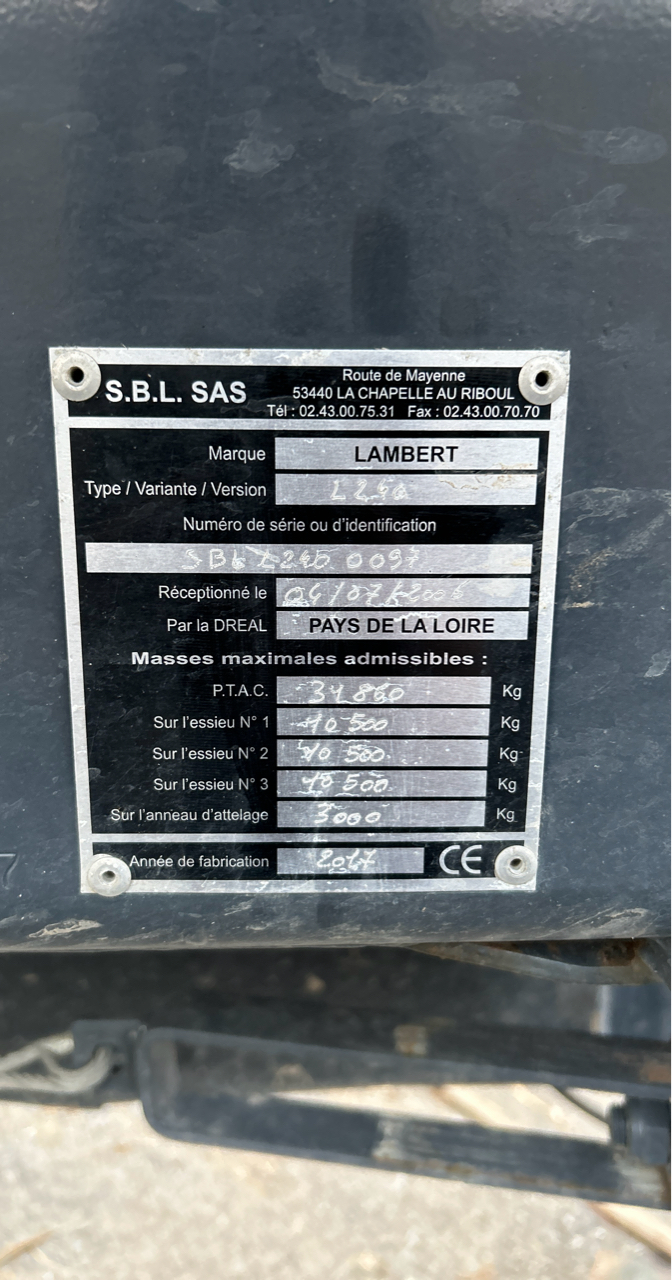 S.B.L. SAS
Route de Mayenne
53440 LA CHAPELLE AU RIBOUL
Tél : 02.43.00.75.31 Fax : 02.43.00.70.70
Marque LAMBERT
Type / Variante / Version
Numéro de série ou d'identification
Réceptionné le
Par la DREAL PAYS DE LA LOIRE
Masses maximales admissibles :
P.T.A.C. Kg
Sur l'essieu N° 1 10 500 Kg
Sur l'essieu N° 2 10 500 Kg
Sur l'essieu N° 3 10 500 Kg
Sur l'anneau d'attelage 3000 Kg
Année de fabrication 2017 CE